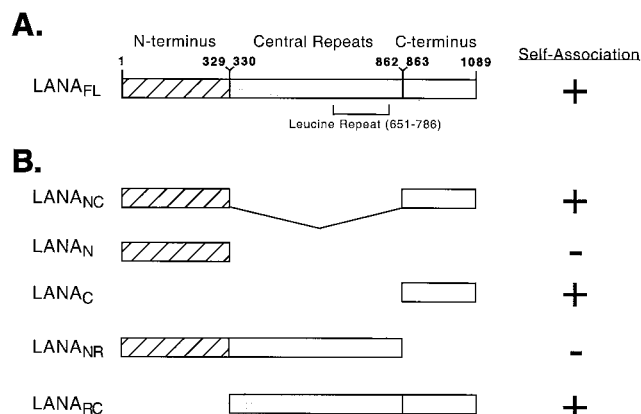 A.
N-terminus Central Repeats C-terminus
1 329 330 862 863 1089
Self-Association
LANAFL +
Leucine Repeat (651-786)
B.
LANANC +
LANAN -
LANAC +
LANANR -
LANARC +